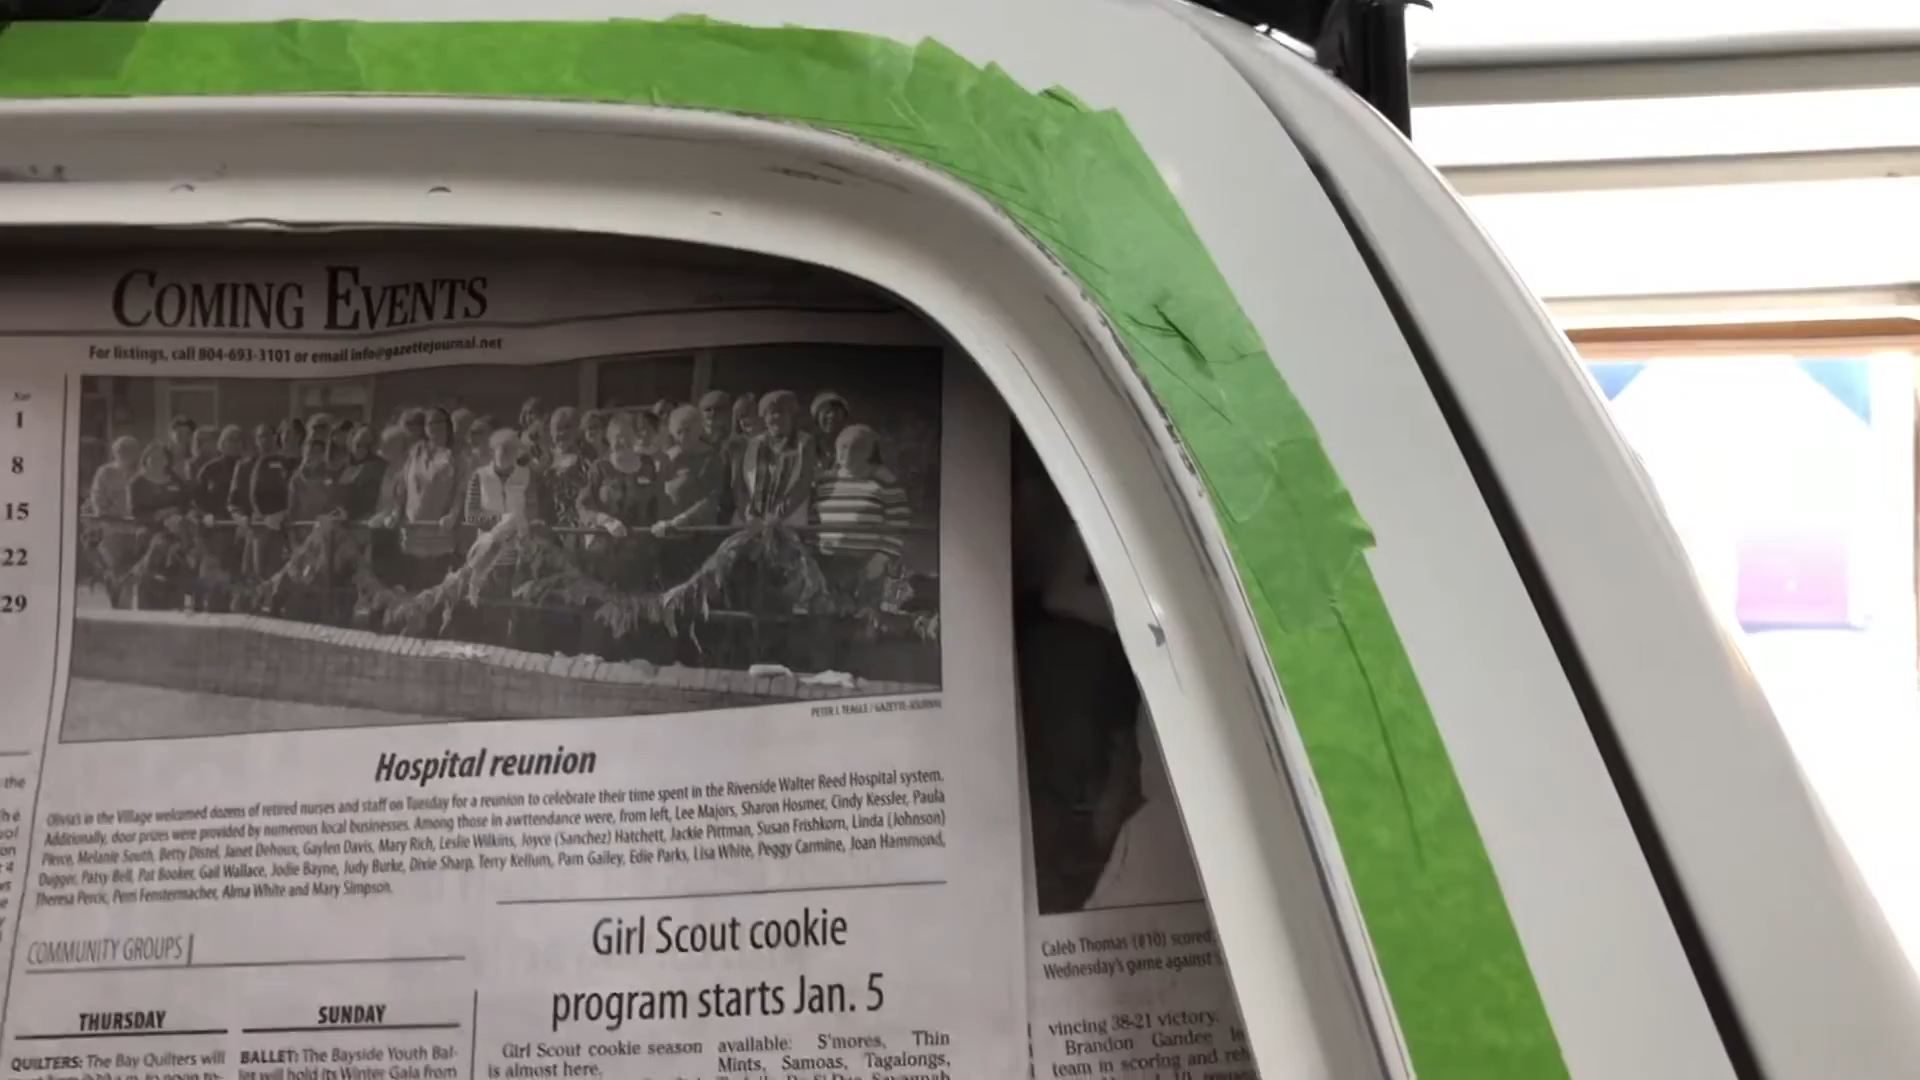 COMING EVENTS
For listings, call 804-693-3101 or email info@gazettejournal.net
1
8
15
22
29
PETER J. TEAGLE / GAZETTE-JOURNAL
Hospital reunion
Olivia's in the Village welcomed dozens of retired nurses and staff on Tuesday for a reunion to celebrate their time spent in the Riverside Walter Reed Hospital system.
Additionally, door prizes were provided by numerous local businesses. Among those in awttendance were, from left, Lee Majors, Sharon Hosmer, Cindy Kessler, Paula
Pierce, Melanie South, Betty Distel, Janet Dehoux, Gaylen Davis, Mary Rich, Leslie Wilkins, Joyce (Sanchez) Hatchett, Jackie Pittman, Susan Frishkorn, Linda (Johnson)
Dugger, Patsy Bell, Pat Booker, Gail Wallace, Jodie Bayne, Judy Burke, Dixie Sharp, Terry Kellum, Pam Gailey, Edie Parks, Lisa White, Peggy Carmine, Joan Hammond,
Theresa Fenstermacher, Alma White and Mary Simpson.
the
COMMUNITY GROUPS
THURSDAY
QUILTERS: The Bay Quilters will
SUNDAY
BALLET: The Bayside Youth Bal-
let will hold its Winter Gala from
Girl Scout cookie
program starts Jan. 5
Girl Scout cookie season
is almost here.
available: S'mores, Thin
Mints, Samoas, Tagalongs,
Caleb Thomas (#10) scored
Wednesday's game against
vincing 38-21 victory.
Brandon Gandee
team in scoring and